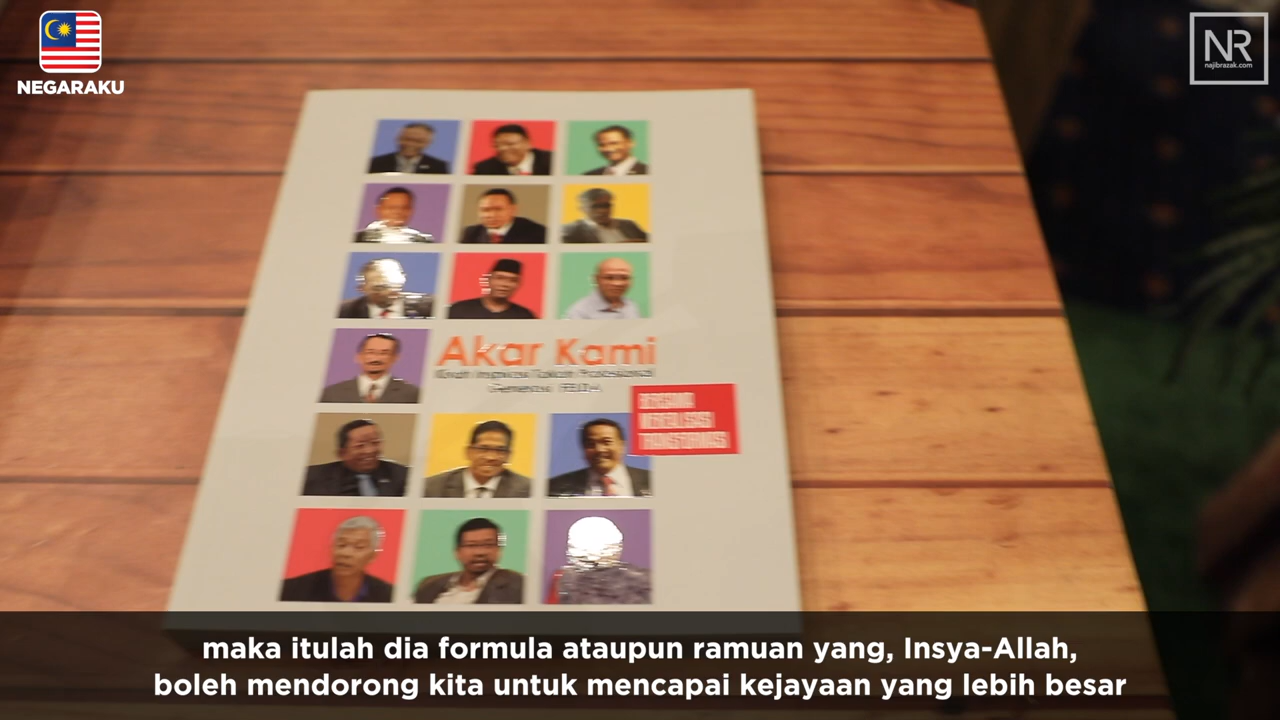 NEGARAKU
NR
najibrazak.com
Akar Kami
maka itulah dia formula ataupun ramuan yang, Insya-Allah,
boleh mendorong kita untuk mencapai kejayaan yang lebih besar